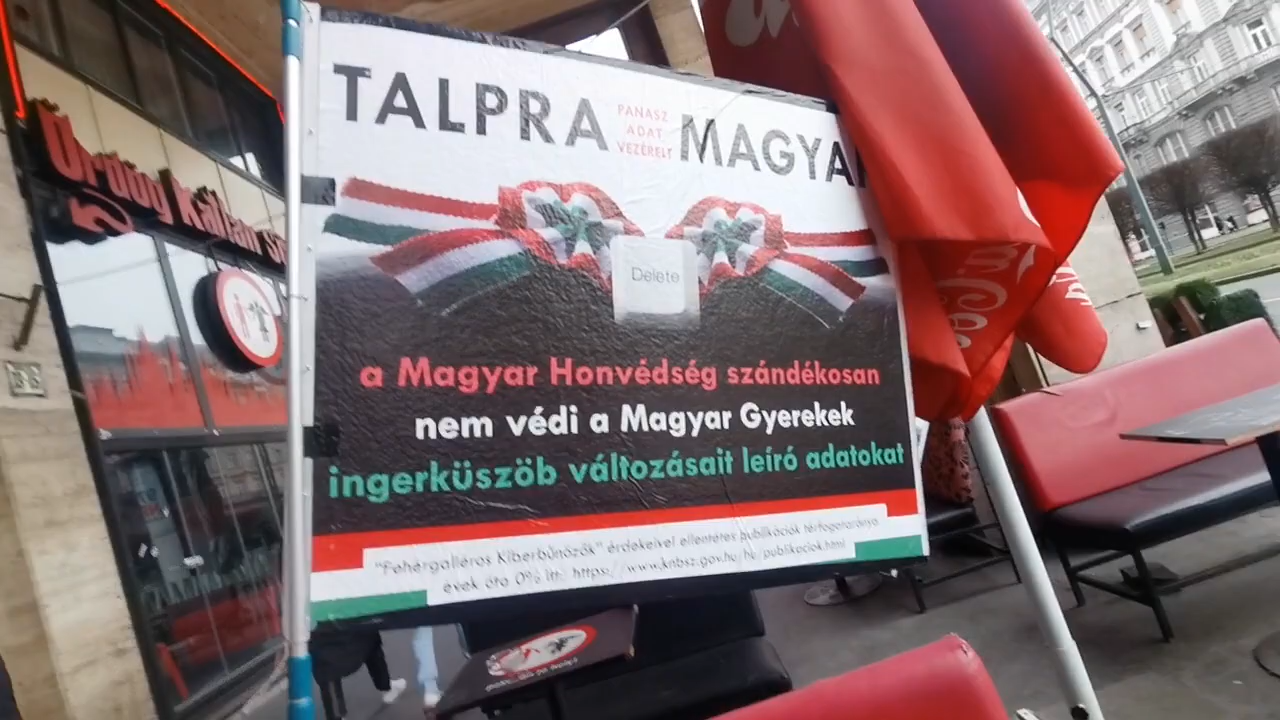 TALPRA
PANASZ
ADAT
VEZÉRELT
MAGYA
Delete
a Magyar Honvédség szándékosan
nem védi a Magyar Gyerekek
ingerküszöb változásait leíró adatokat
"Fehérgalléros Kiberbűnözők" érdekeivel ellentétes publikációk térfogataránya
évek óta 0% itt: https://www.knbsz.gov.hu/hu/publikaciok.html